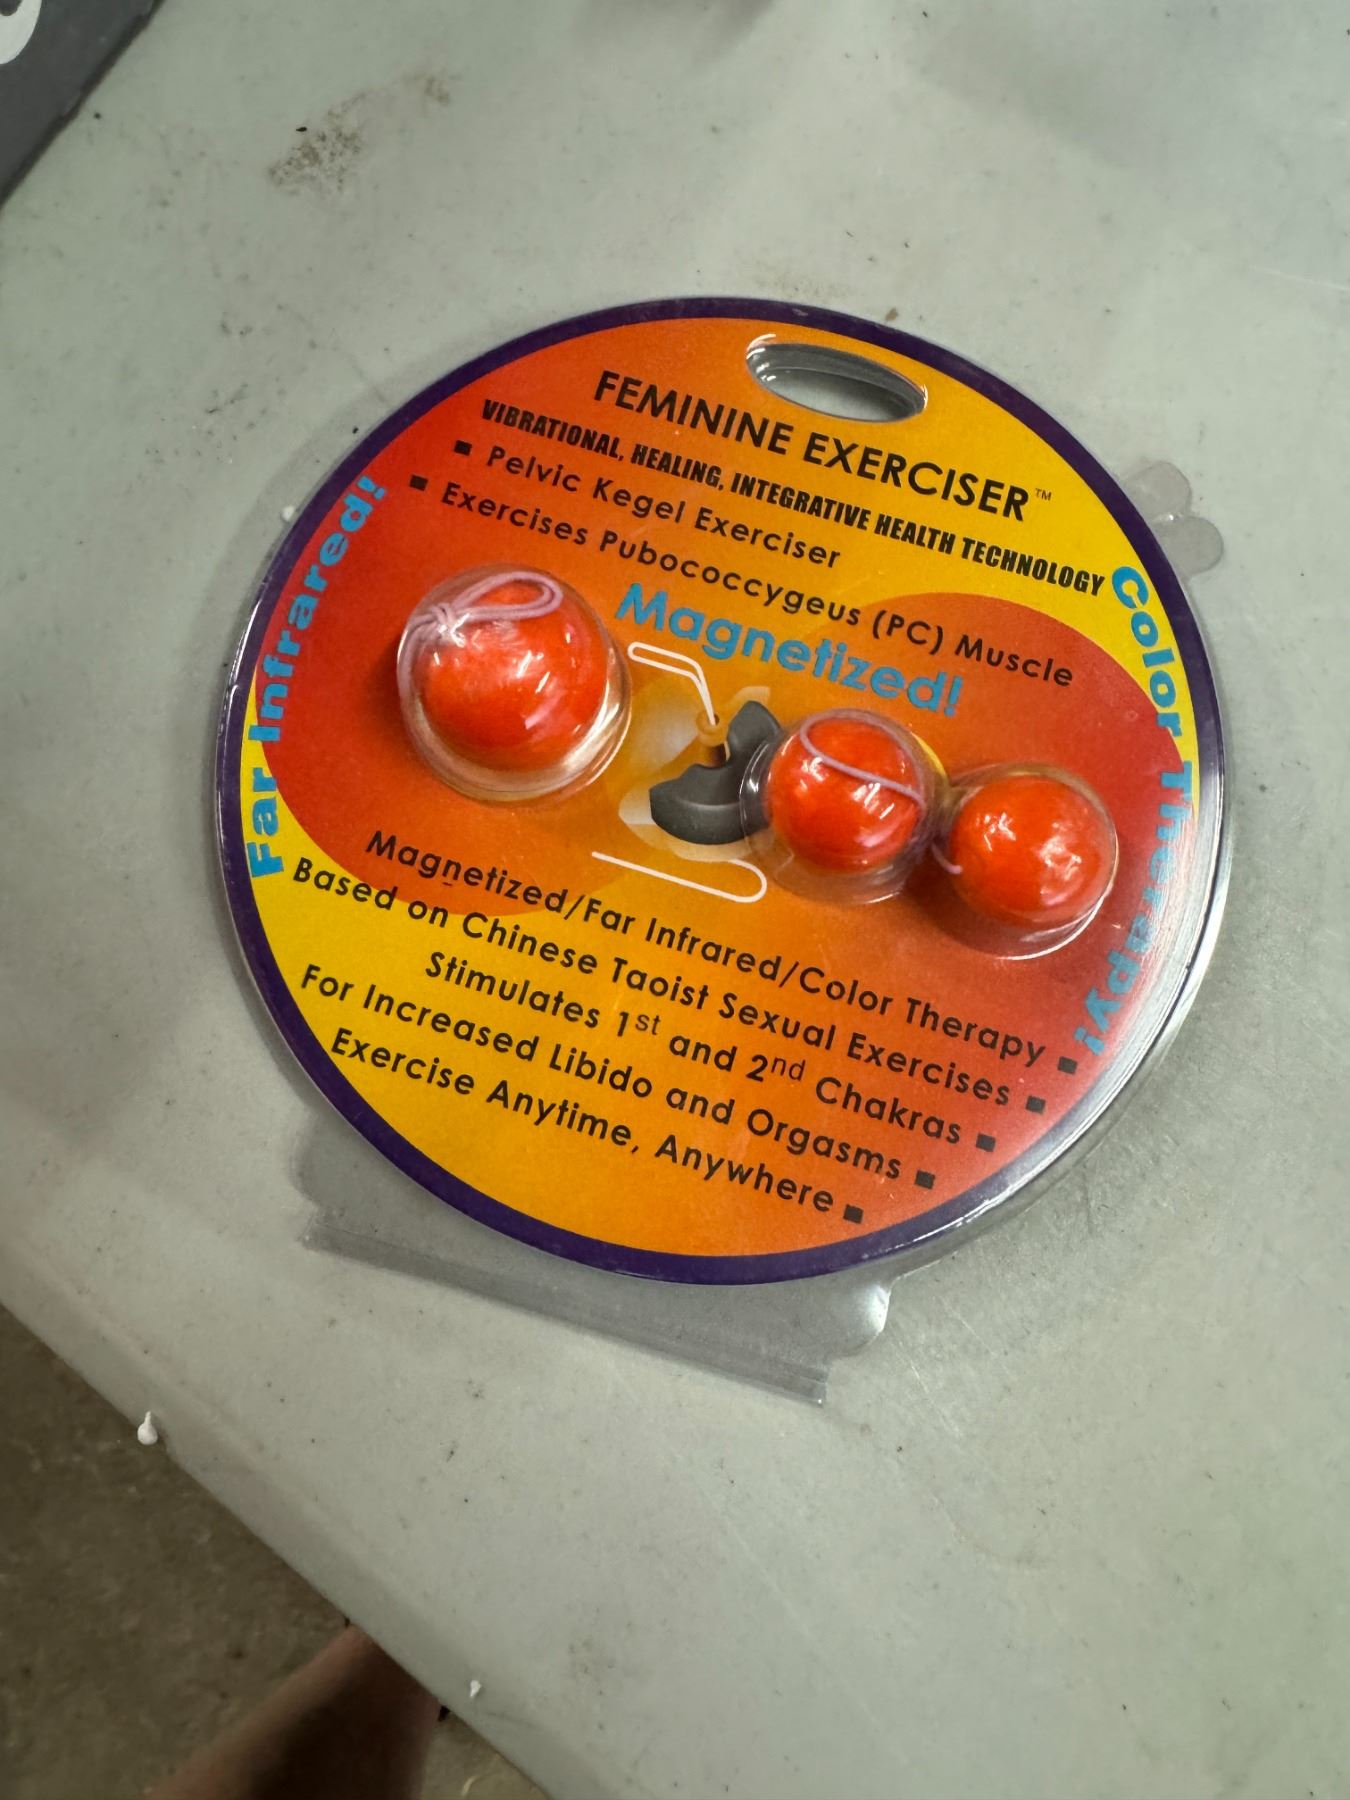 FEMININE EXERCISER™
VIBRATIONAL, HEALING, INTEGRATIVE HEALTH TECHNOLOGY
▪ Pelvic Kegel Exerciser
▪ Exercises Pubococcygeus (PC) Muscle
Magnetized!
Far Infrared!
Color Therapy!
Magnetized/Far Infrared/Color Therapy ▪
Based on Chinese Taoist Sexual Exercises ▪
Stimulates 1st and 2nd Chakras ▪
For Increased Libido and Orgasms ▪
Exercise Anytime, Anywhere ▪